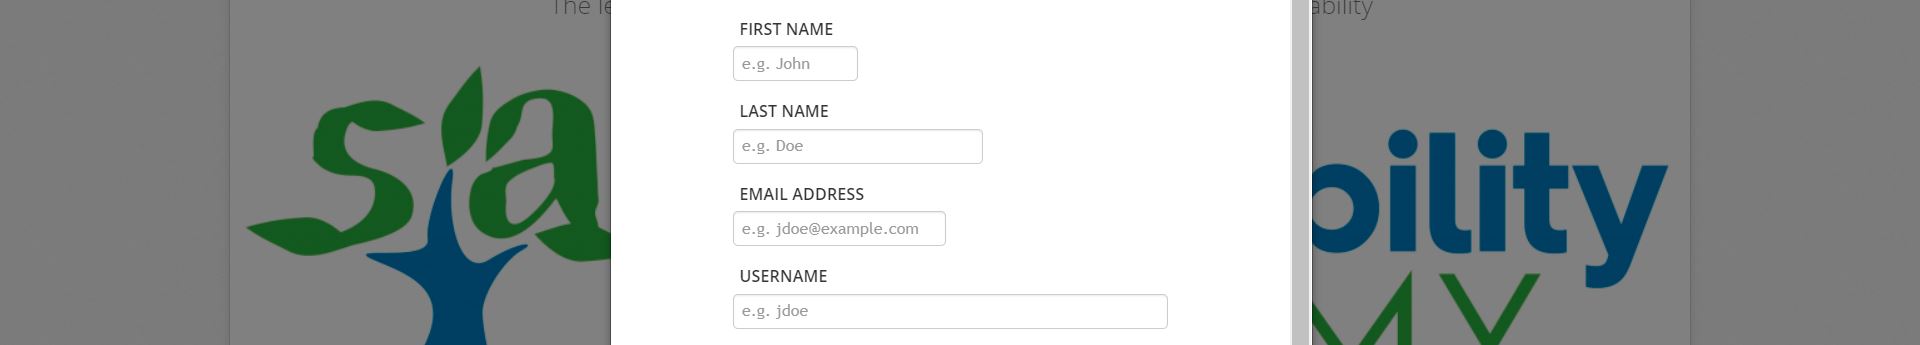 The le
ability
FIRST NAME
e.g. John
LAST NAME
e.g. Doe
EMAIL ADDRESS
e.g. jdoe@example.com
USERNAME
e.g. jdoe
sa
bility
MY